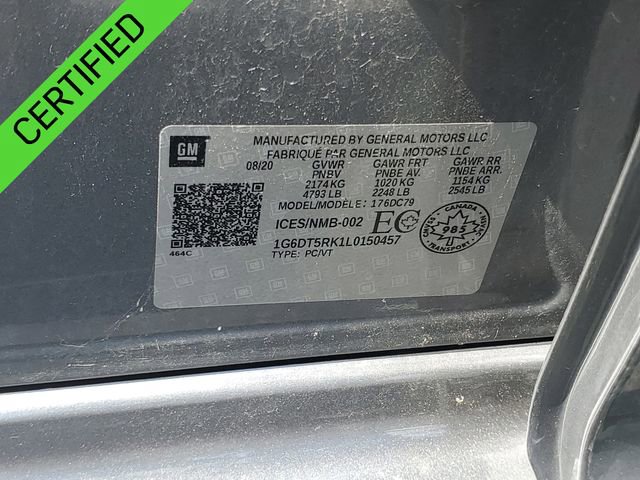 CERTIFIED
GM
MANUFACTURED BY GENERAL MOTORS LLC
FABRIQUÉ PAR GENERAL MOTORS LLC
08/20 GVWR GAWR FRT GAWR RR
PNBV PNBE AV. PNBE ARR.
2174 KG 1020 KG 1154 KG
4793 LB 2248 LB 2545 LB
MODEL/MODÈLE: 176DC79
ICES/NMB-002 EC
CANADA
985
TRANSPORT
1G6DT5RK1L0150457
464C TYPE: PC/VT